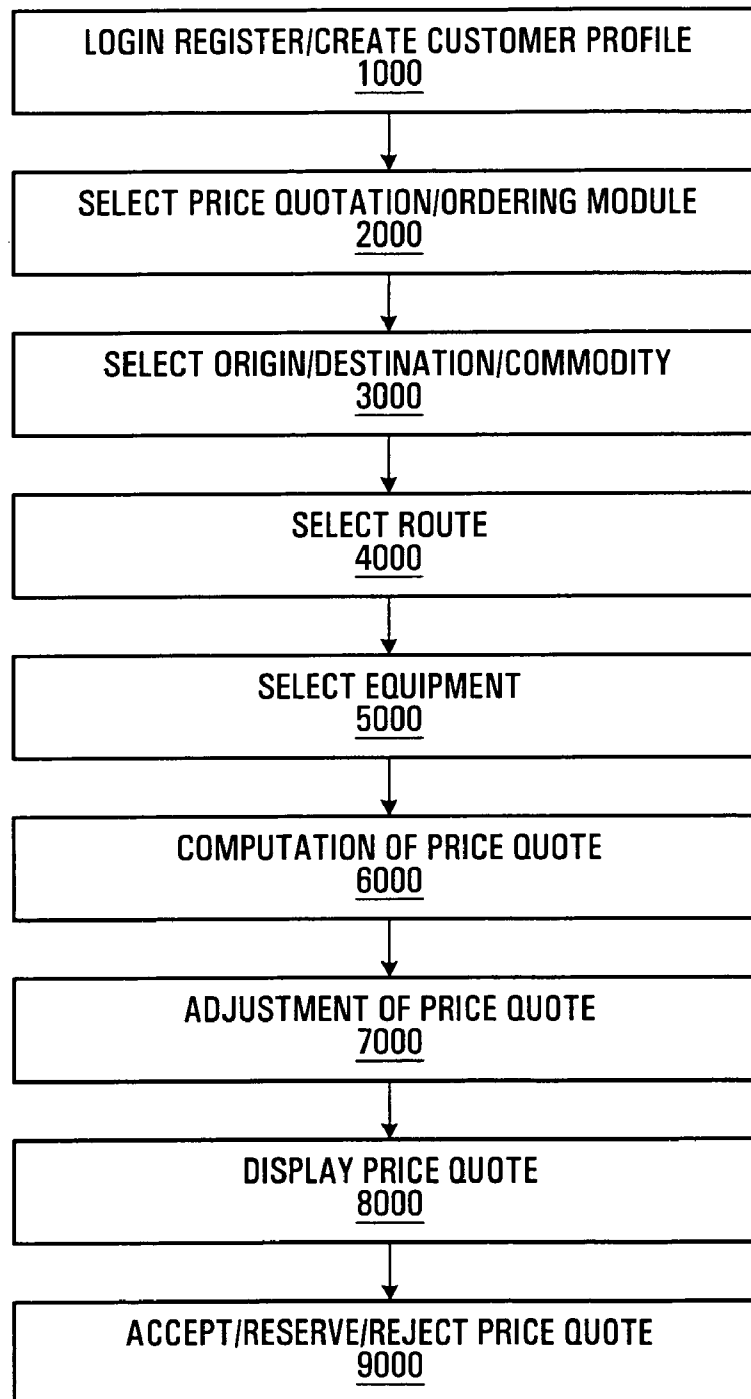 LOGIN REGISTER/CREATE CUSTOMER PROFILE
1000
SELECT PRICE QUOTATION/ORDERING MODULE
2000
SELECT ORIGIN/DESTINATION/COMMODITY
3000
SELECT ROUTE
4000
SELECT EQUIPMENT
5000
COMPUTATION OF PRICE QUOTE
6000
ADJUSTMENT OF PRICE QUOTE
7000
DISPLAY PRICE QUOTE
8000
ACCEPT/RESERVE/REJECT PRICE QUOTE
9000